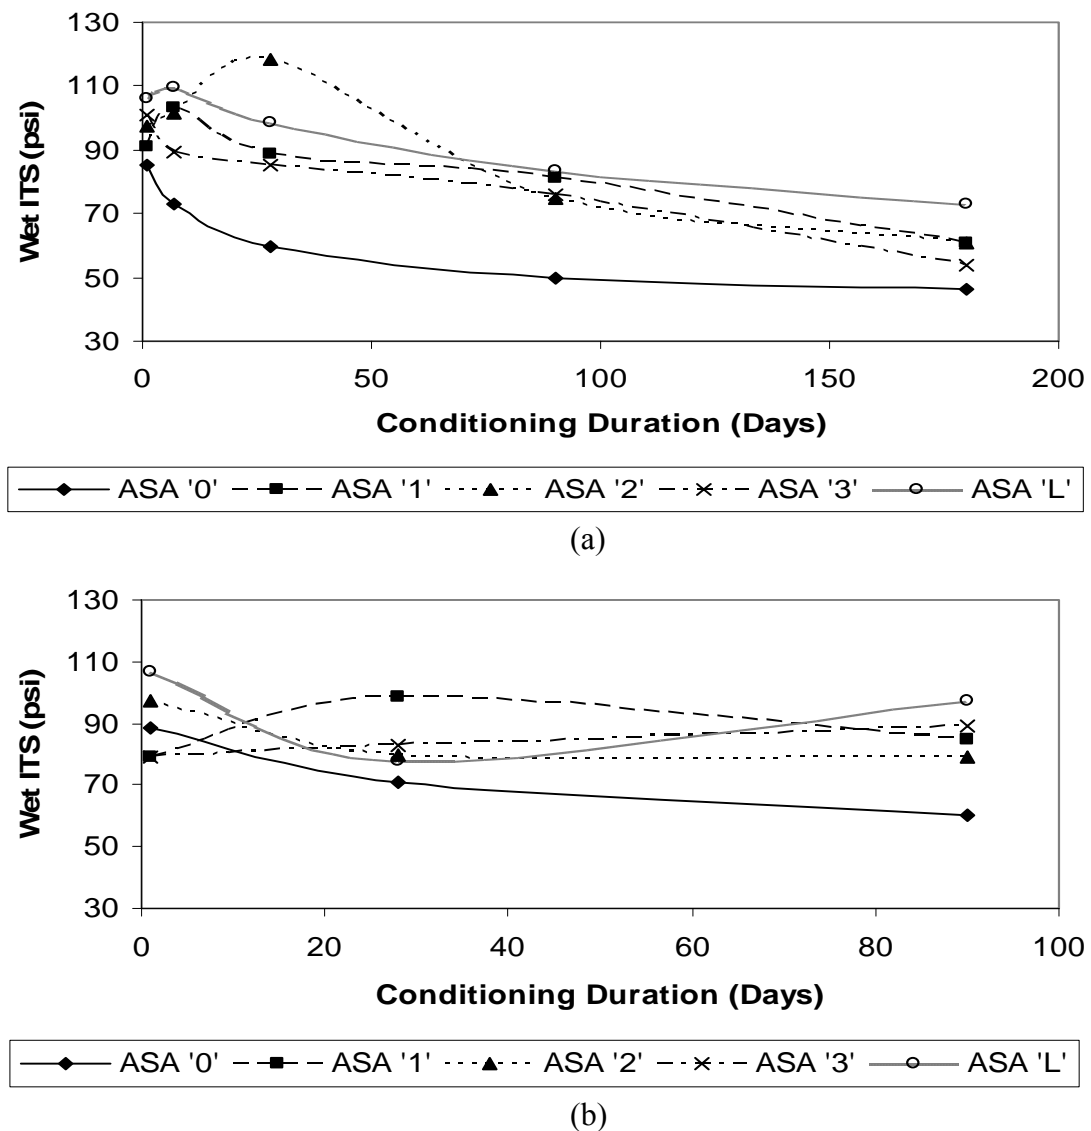 130
110
90
70
50
30
Wet ITS (psi)
0 50 100 150 200
Conditioning Duration (Days)
ASA '0' ASA '1' ASA '2' ASA '3' ASA 'L'
(a)
130
110
90
70
50
30
Wet ITS (psi)
0 20 40 60 80 100
Conditioning Duration (Days)
ASA '0' ASA '1' ASA '2' ASA '3' ASA 'L'
(b)